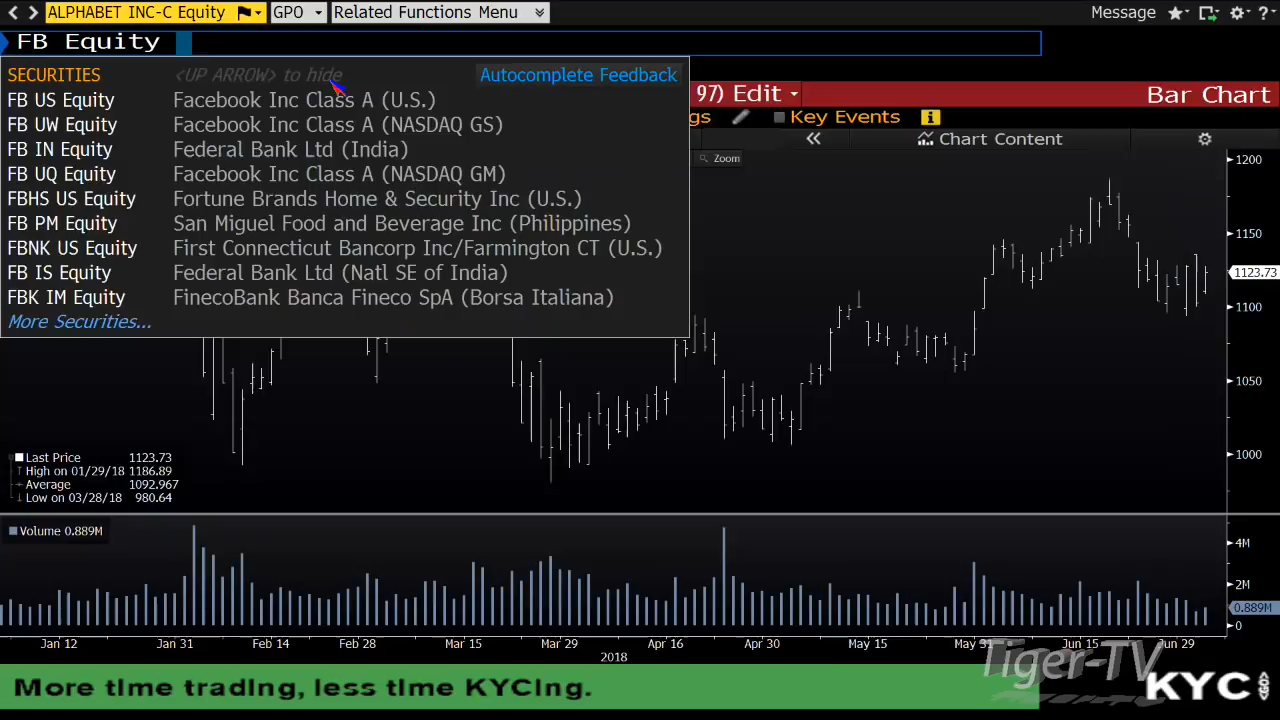 ALPHABET INC-C Equity GPO Related Functions Menu Message
FB Equity
SECURITIES <UP ARROW> to hide Autocomplete Feedback
FB US Equity Facebook Inc Class A (U.S.)
FB UW Equity Facebook Inc Class A (NASDAQ GS)
FB IN Equity Federal Bank Ltd (India)
FB UQ Equity Facebook Inc Class A (NASDAQ GM)
FBHS US Equity Fortune Brands Home & Security Inc (U.S.)
FB PM Equity San Miguel Food and Beverage Inc (Philippines)
FBNK US Equity First Connecticut Bancorp Inc/Farmington CT (U.S.)
FB IS Equity Federal Bank Ltd (Natl SE of India)
FBK IM Equity FinecoBank Banca Fineco SpA (Borsa Italiana)
More Securities...
97) Edit Bar Chart
gs Key Events
Chart Content
Zoom
1200
1150
1123.73
1100
1050
1000
Last Price 1123.73
High on 01/29/18 1186.89
Average 1092.967
Low on 03/28/18 980.64
Volume 0.889M
4M
2M
0.889M
0
Jan 12 Jan 31 Feb 14 Feb 28 Mar 15 Mar 29 Apr 16 Apr 30 May 15 May 31 Jun 15 Jun 29
2018
Tiger-TV
More time trading, less time KYCing.
KYC